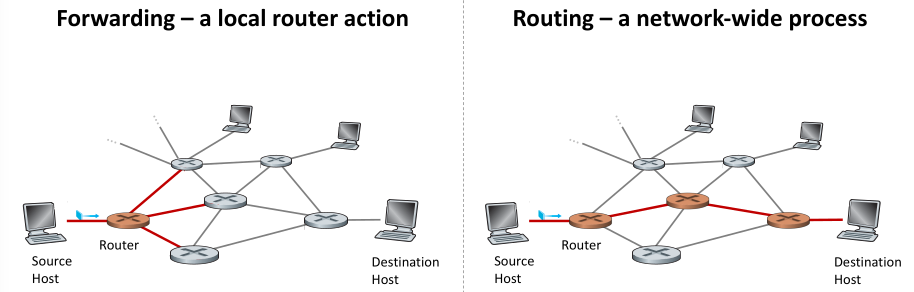 Forwarding – a local router action
Router
Source
Host
Destination
Host
Routing – a network-wide process
Router
Source
Host
Destination
Host